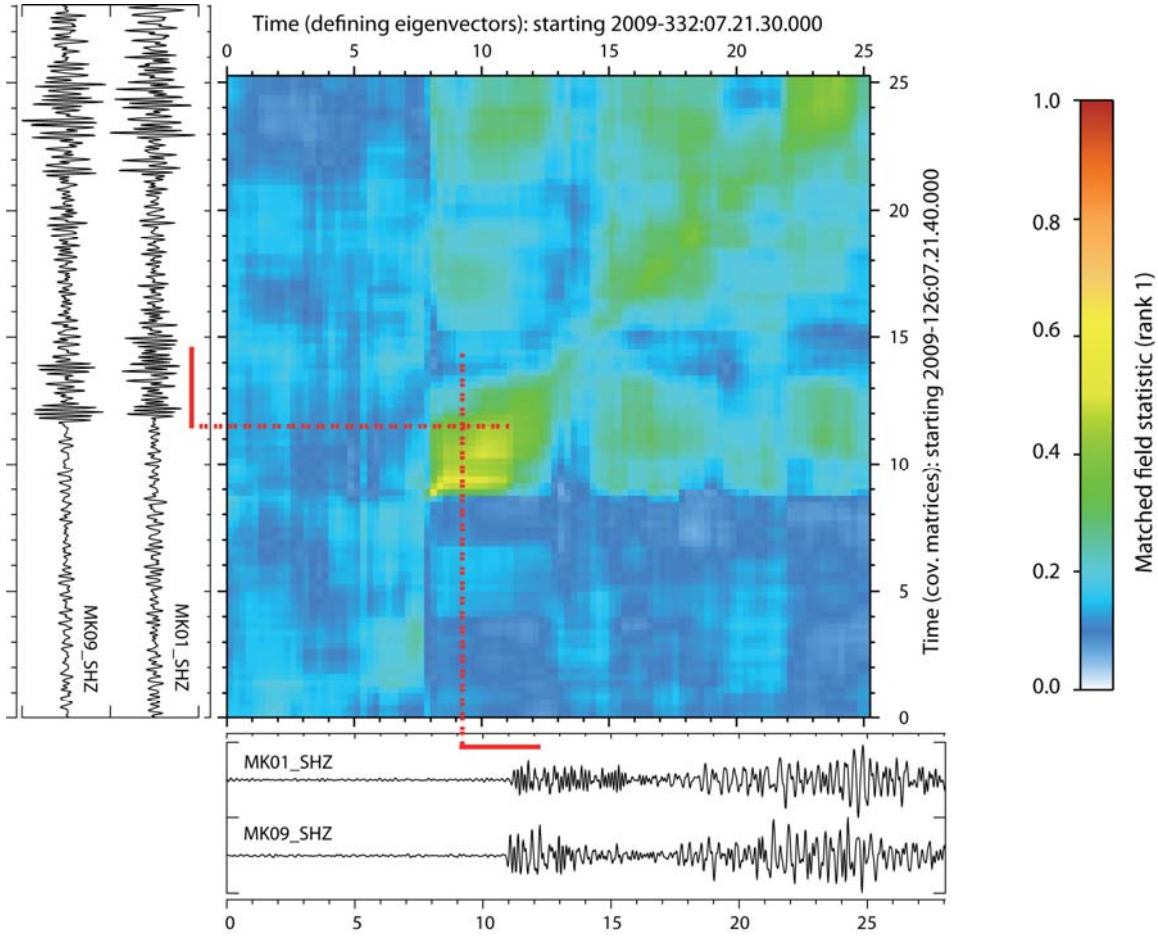 Time (defining eigenvectors): starting 2009-332:07.21.30.000
0 5 10 15 20 25
25
20
15
10
5
0
Time (cov. matrices): starting 2009-126:07.21.40.000
MK09_SHZ
MK01_SHZ
1.0
0.8
0.6
0.4
0.2
0.0
Matched field statistic (rank 1)
MK01_SHZ
MK09_SHZ
0 5 10 15 20 25